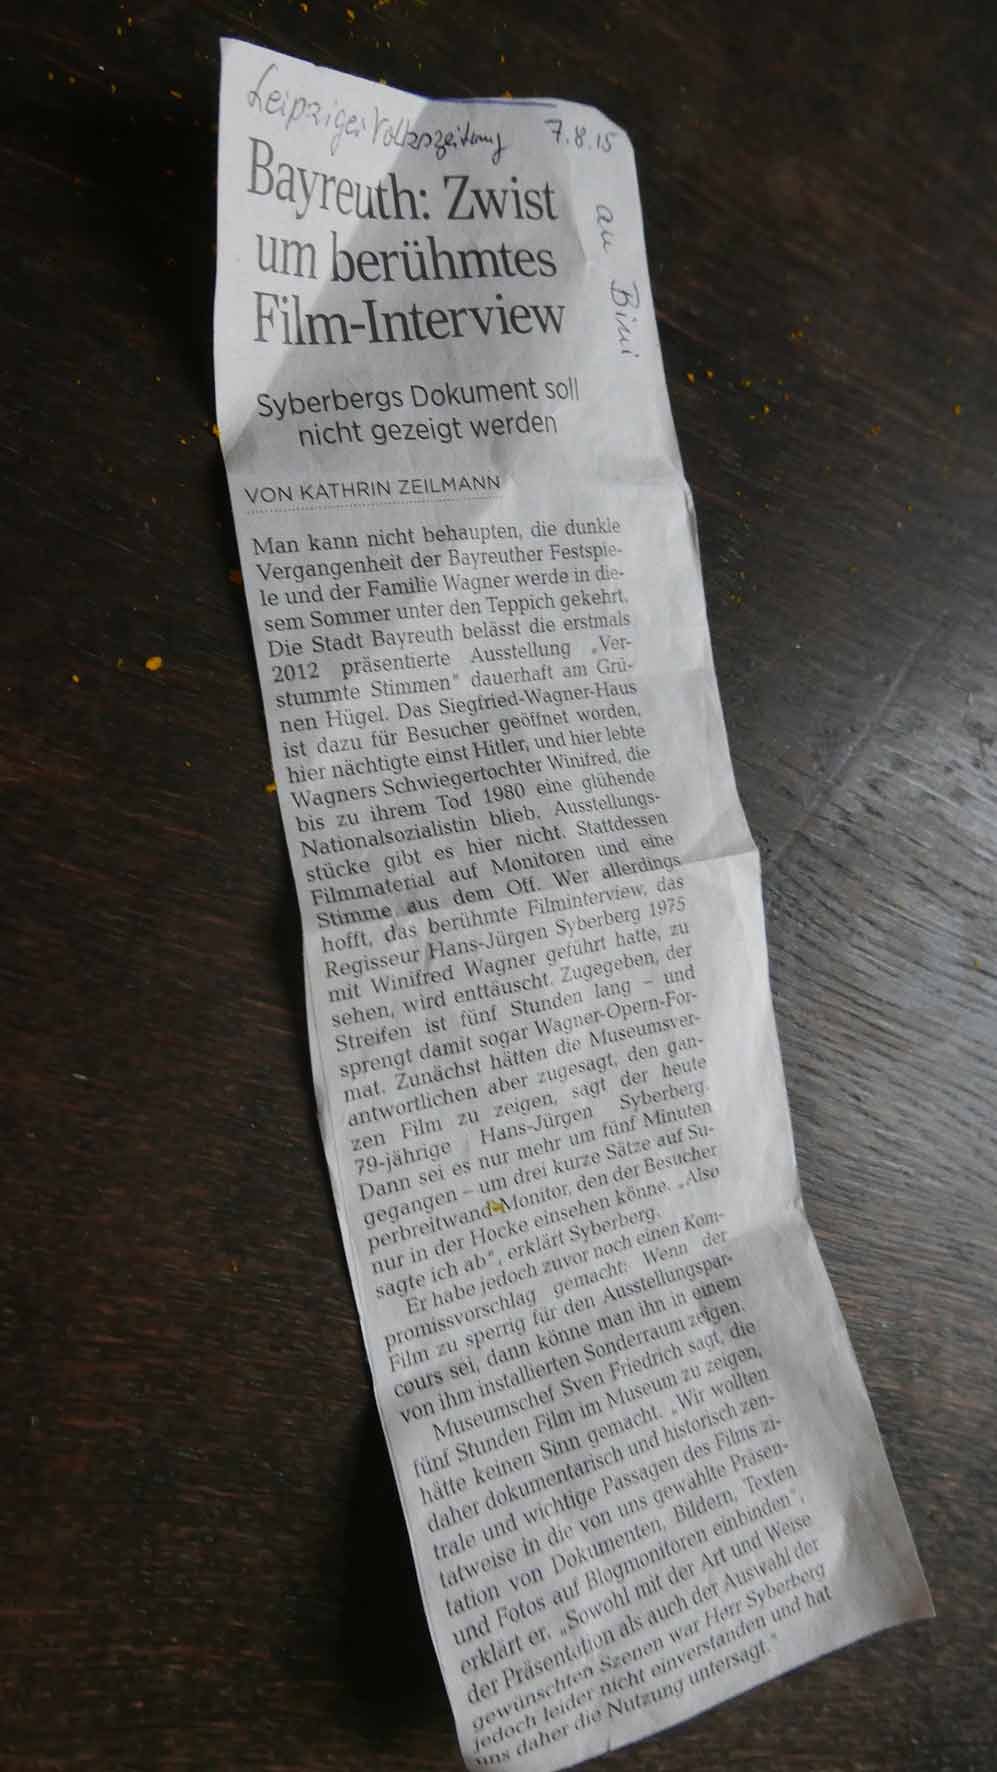 Leipziger Volkszeitung 7.8.15
an Bini
Bayreuth: Zwist
um berühmtes
Film-Interview
Syberbergs Dokument soll
nicht gezeigt werden
VON KATHRIN ZEILMANN
Man kann nicht behaupten, die dunkle
Vergangenheit der Bayreuther Festspie-
le und der Familie Wagner werde in die-
sem Sommer unter den Teppich gekehrt.
Die Stadt Bayreuth belässt die erstmals
2012 präsentierte Ausstellung „Ver-
stummte Stimmen“ dauerhaft am Grü-
nen Hügel. Das Siegfried-Wagner-Haus
ist dazu für Besucher geöffnet worden,
hier nächtigte einst Hitler, und hier lebte
Wagners Schwiegertochter Winifred, die
bis zu ihrem Tod 1980 eine glühende
Nationalsozialistin blieb. Ausstellungs-
stücke gibt es hier nicht. Stattdessen
Filmmaterial auf Monitoren und eine
Stimme aus dem Off. Wer allerdings
hofft, das berühmte Filminterview, das
Regisseur Hans-Jürgen Syberberg 1975
mit Winifred Wagner geführt hatte, zu
sehen, wird enttäuscht. Zugegeben, der
Streifen ist fünf Stunden lang – und
sprengt damit sogar Wagner-Opern-For-
mat. Zunächst hätten die Museumsver-
antwortlichen aber zugesagt, den gan-
zen Film zu zeigen, sagt der heute
79-jährige Hans-Jürgen Syberberg.
Dann sei es nur mehr um fünf Minuten
gegangen – um drei kurze Sätze auf Su-
perbreitwand-Monitor, den der Besucher
nur in der Hocke einsehen könne. „Also
sagte ich ab“, erklärt Syberberg.
Er habe jedoch zuvor noch einen Kom-
promissvorschlag gemacht: Wenn der
Film zu sperrig für den Ausstellungspar-
cours sei, dann könne man ihn in einem
von ihm installierten Sonderraum zeigen.
Museumschef Sven Friedrich sagt, die
fünf Stunden Film im Museum zu zeigen,
hätte keinen Sinn gemacht. „Wir wollten
daher dokumentarisch und historisch zen-
trale und wichtige Passagen des Films zi-
tatweise in die von uns gewählte Präsen-
tation von Dokumenten, Bildern, Texten
und Fotos auf Blogmonitoren einbinden“,
erklärt er. „Sowohl mit der Art und Weise
der Präsentation als auch der Auswahl der
gewünschten Szenen war Herr Syberberg
jedoch leider nicht einverstanden und hat
uns daher die Nutzung untersagt.“